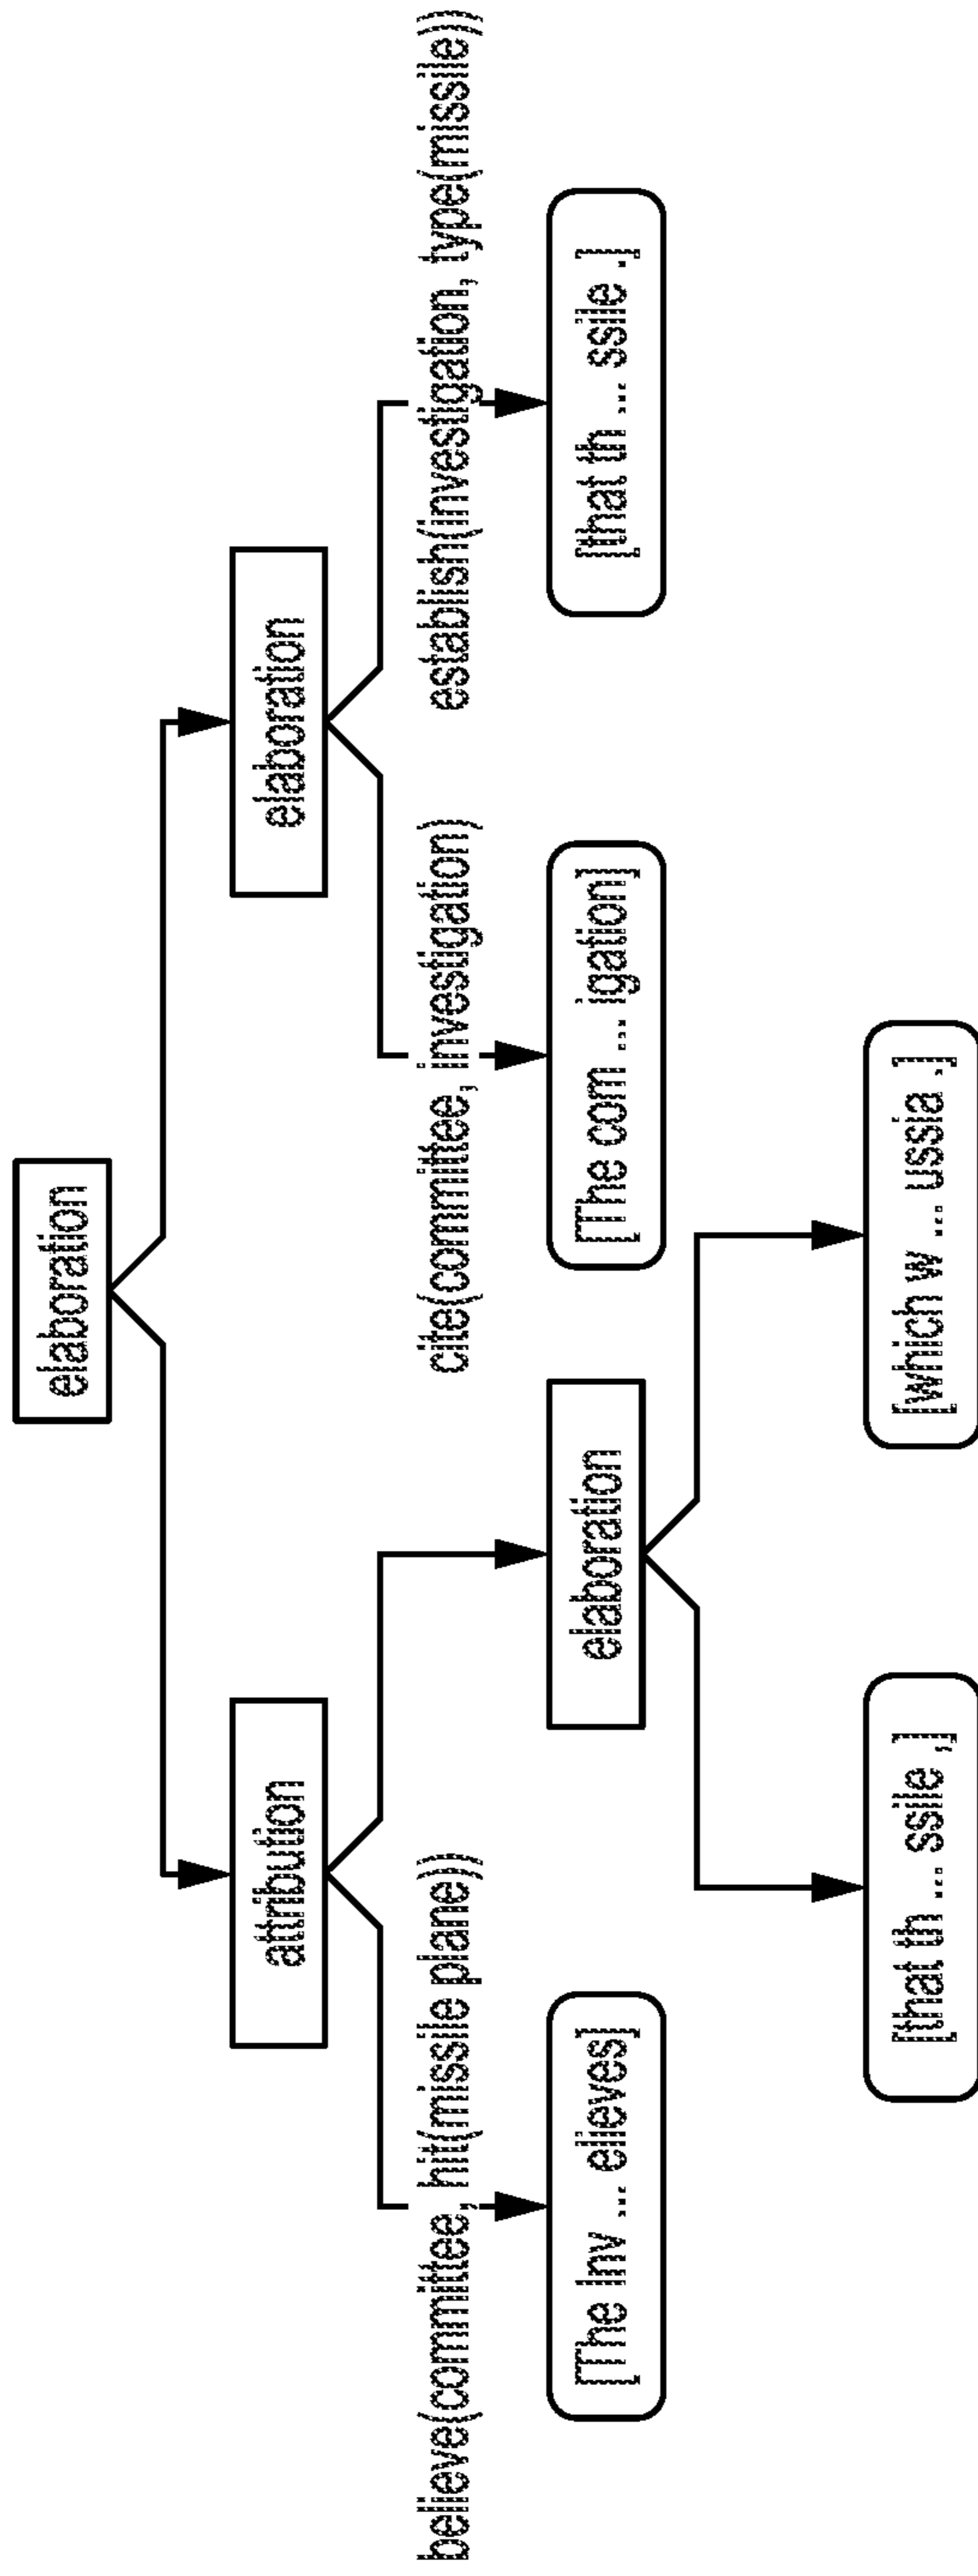 elaboration
attribution
elaboration
believe(committee, hit(missile plane))
cite(committee, investigation)
establish(investigation, type(missile))
[The Inv ... elieves]
elaboration
[The com ... igation]
[that th ... ssile .]
[that th ... ssile ,]
[which w ... ussia ,]